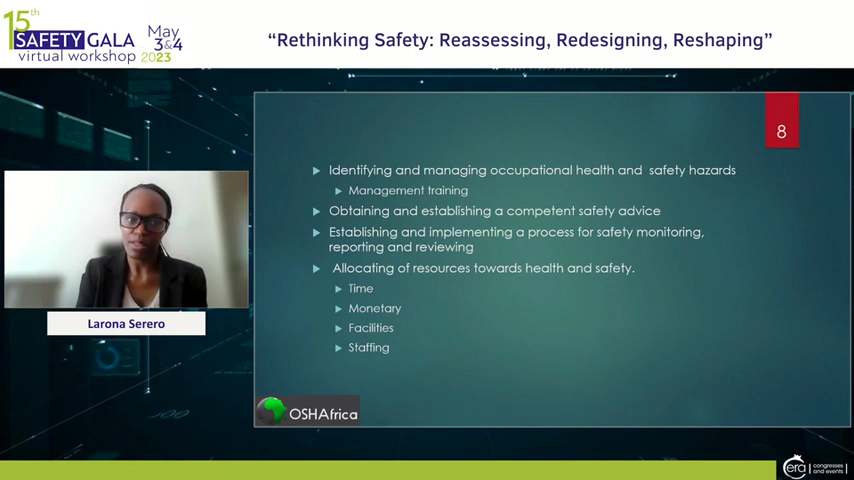 15th
SAFETY GALA
virtual workshop
May
3&4
2023
“Rethinking Safety: Reassessing, Redesigning, Reshaping”
8
Identifying and managing occupational health and safety hazards
Management training
Obtaining and establishing a competent safety advice
Establishing and implementing a process for safety monitoring,
reporting and reviewing
Allocating of resources towards health and safety.
Time
Monetary
Facilities
Staffing
Larona Serero
OSHAfrica
era
congresses
and events